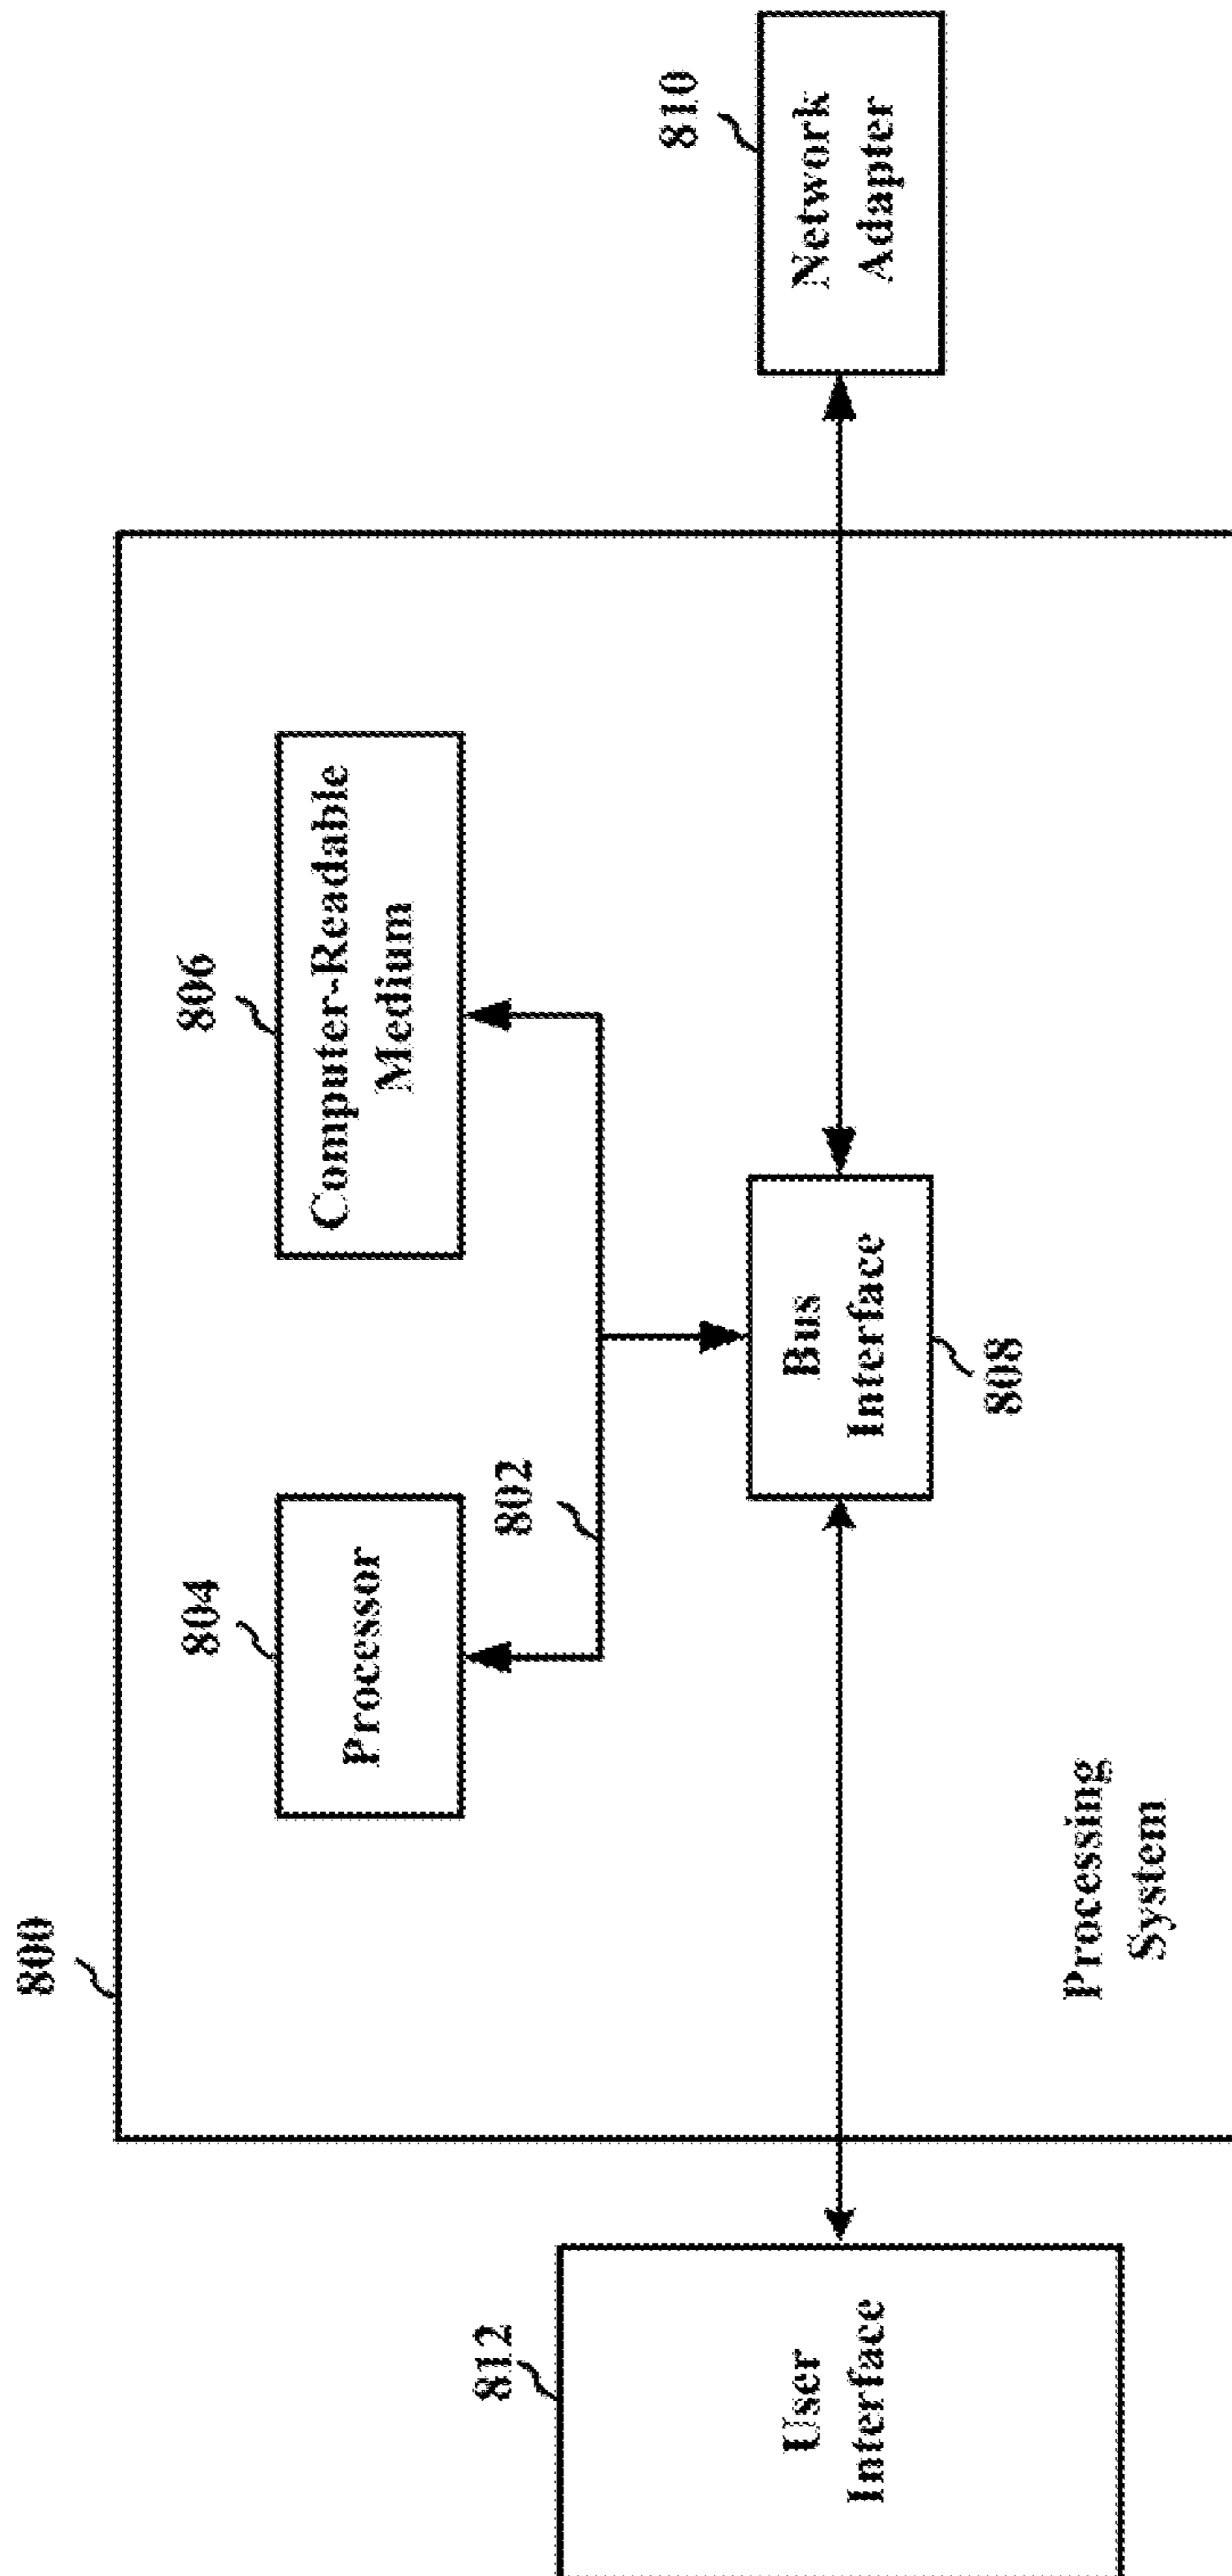 800
804
Processor
806
Computer-Readable
Medium
802
812
User
Interface
Bus
Interface
808
810
Network
Adapter
Processing
System